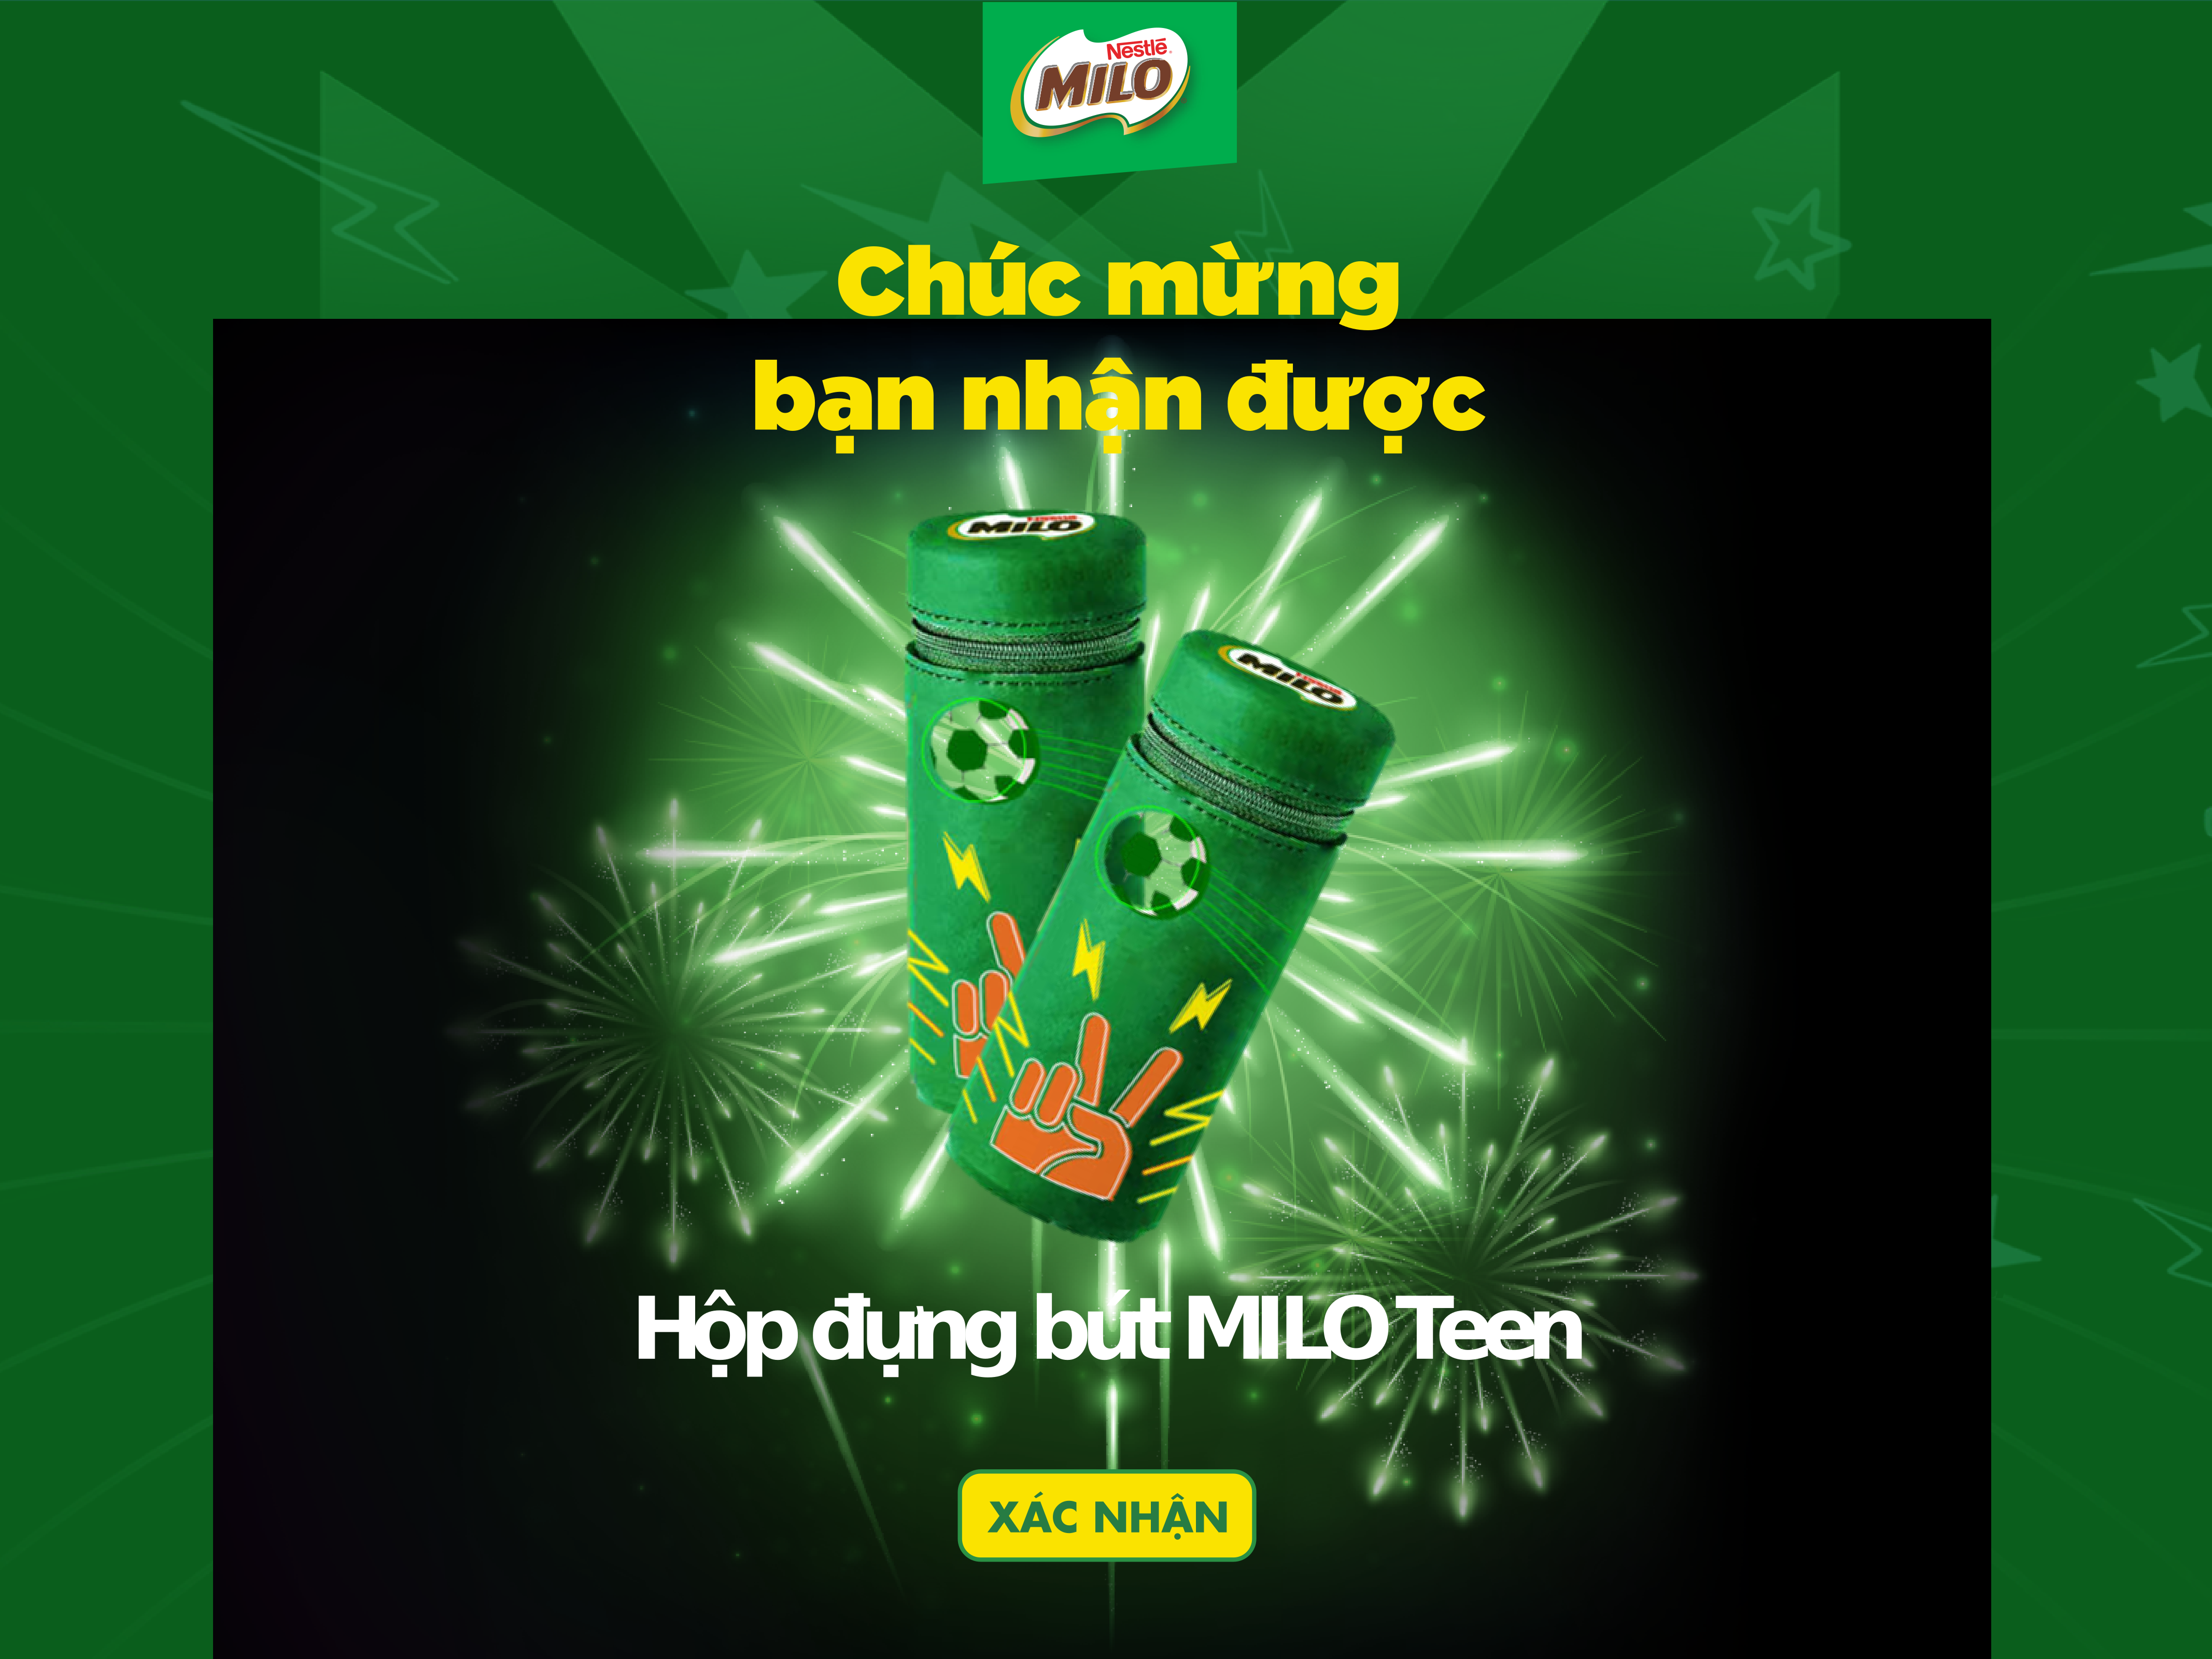 Nestlé
MILO
Chúc mừng
bạn nhận được
MILO
MILO
Hộp đựng bút MILO Teen
XÁC NHẬN